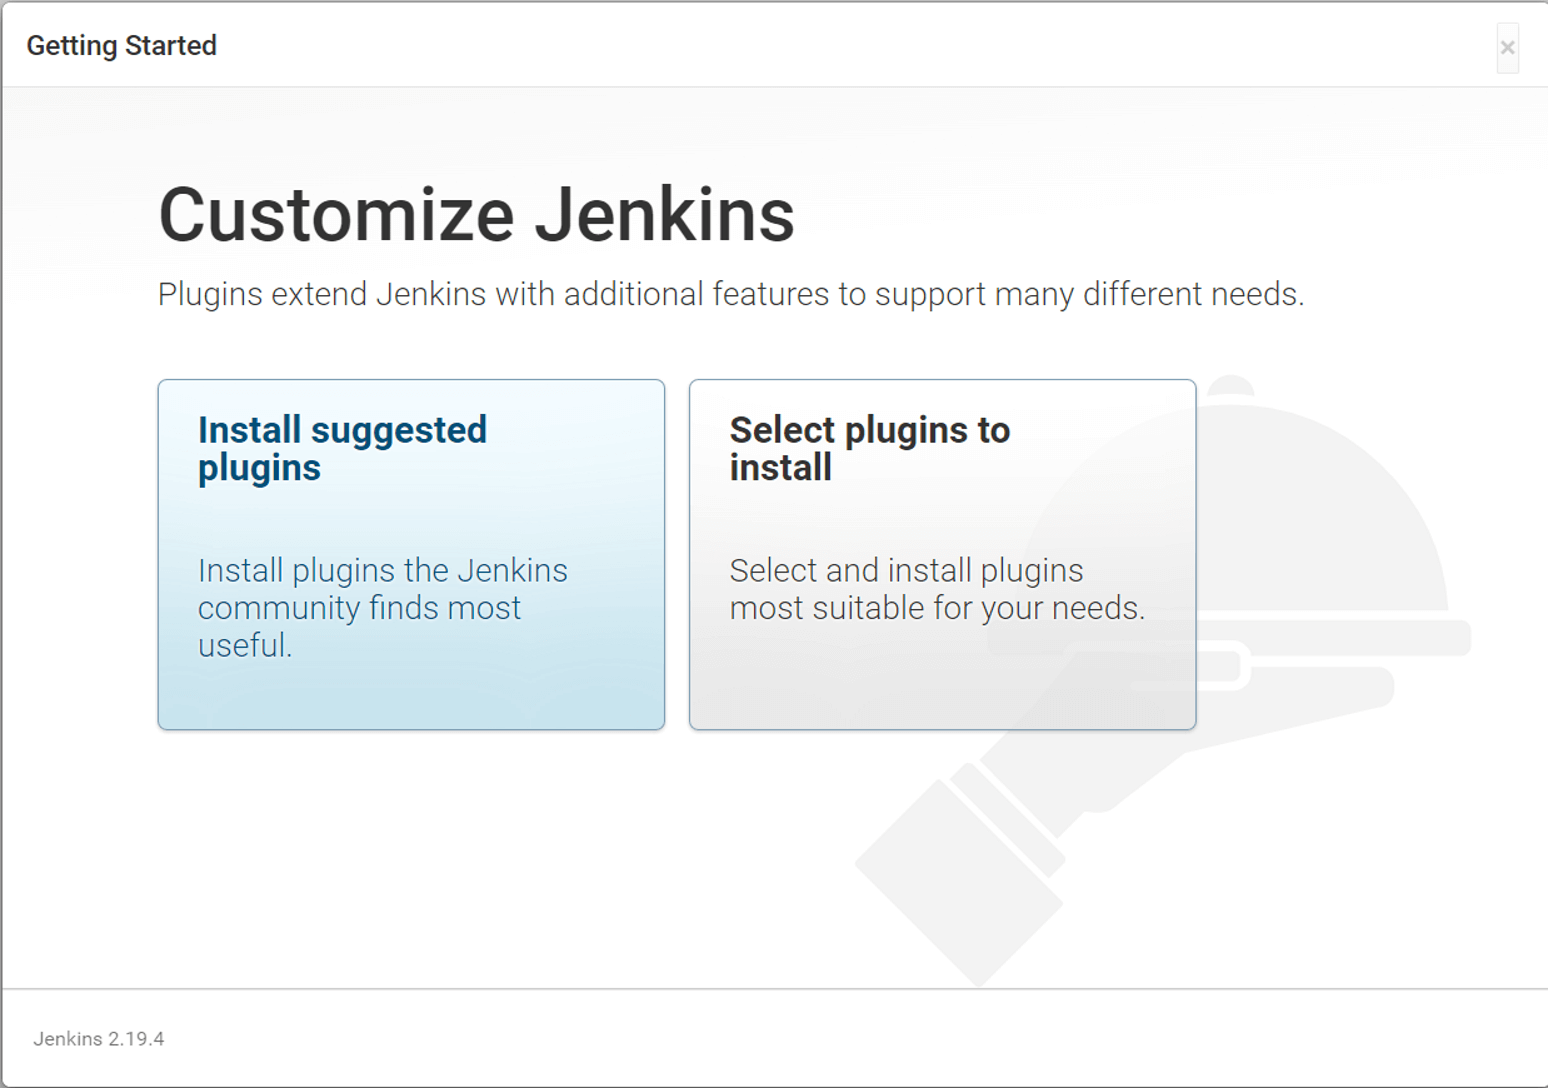 Getting Started
×
Customize Jenkins
Plugins extend Jenkins with additional features to support many different needs.
Install suggested
plugins
Install plugins the Jenkins
community finds most
useful.
Select plugins to
install
Select and install plugins
most suitable for your needs.
Jenkins 2.19.4